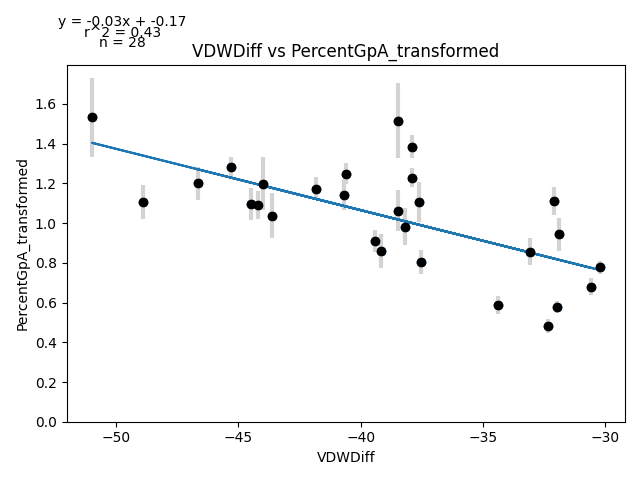 y = -0.03x + -0.17
r^2 = 0.43
n = 28
VDWDiff vs PercentGpA_transformed
PercentGpA_transformed
1.6
1.4
1.2
1.0
0.8
0.6
0.4
0.2
0.0
−50
−45
−40
−35
−30
VDWDiff